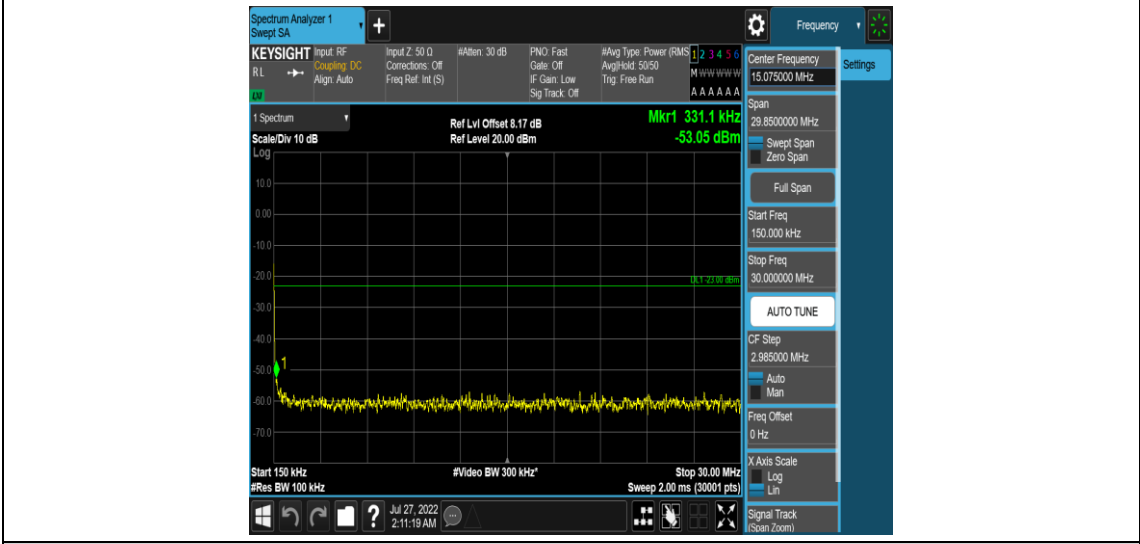 Spectrum Analyzer 1
Swept SA
+
Frequency
KEYSIGHT
RL
Input: RF
Coupling: DC
Align: Auto
Input Z: 50 Ω
Corrections: Off
Freq Ref: Int (S)
#Atten: 30 dB
PNO: Fast
Gate: Off
IF Gain: Low
Sig Track: Off
#Avg Type: Power (RMS
Avg|Hold: 50/50
Trig: Free Run
1 2 3 4 5 6
M W W W W W
A A A A A A
1 Spectrum
Scale/Div 10 dB
Log
Ref Lvl Offset 8.17 dB
Ref Level 20.00 dBm
Mkr1 331.1 kHz
-53.05 dBm
10.0
0.00
-10.0
-20.0
DL1 -23.00 dBm
-30.0
-40.0
-50.0
1
-60.0
-70.0
Start 150 kHz
#Res BW 100 kHz
#Video BW 300 kHz*
Stop 30.00 MHz
Sweep 2.00 ms (30001 pts)
?
Jul 27, 2022
2:11:19 AM
Center Frequency
15.075000 MHz
Settings
Span
29.8500000 MHz
Swept Span
Zero Span
Full Span
Start Freq
150.000 kHz
Stop Freq
30.000000 MHz
AUTO TUNE
CF Step
2.985000 MHz
Auto
Man
Freq Offset
0 Hz
X Axis Scale
Log
Lin
Signal Track
(Span Zoom)